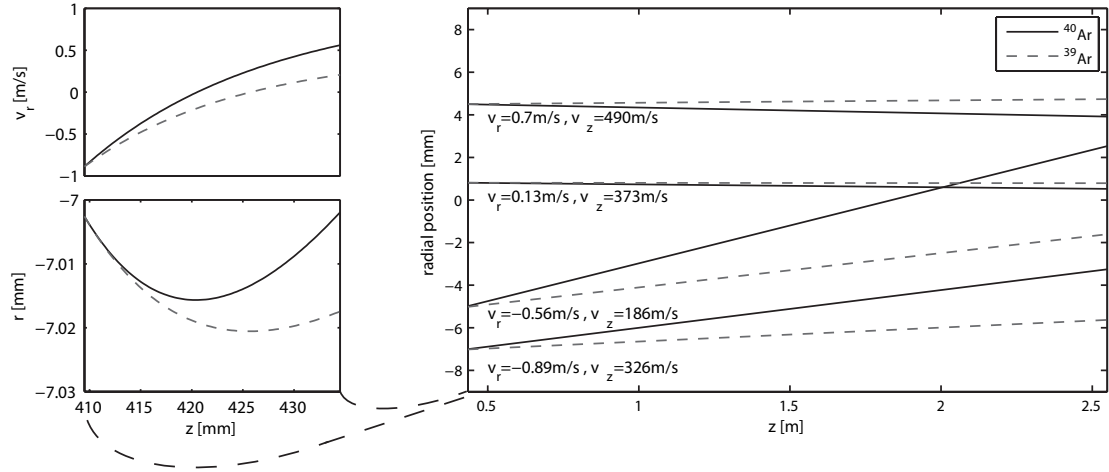 1
0.5
0
−0.5
−1
v_r [m/s]
−7
−7.01
−7.02
−7.03
r [mm]
410 415 420 425 430
z [mm]
8
6
4
2
0
−2
−4
−6
−8
radial position [mm]
40Ar
39Ar
v_r=0.7m/s , v_z=490m/s
v_r=0.13m/s , v_z=373m/s
v_r=−0.56m/s , v_z=186m/s
v_r=−0.89m/s , v_z=326m/s
0.5 1 1.5 2 2.5
z [m]